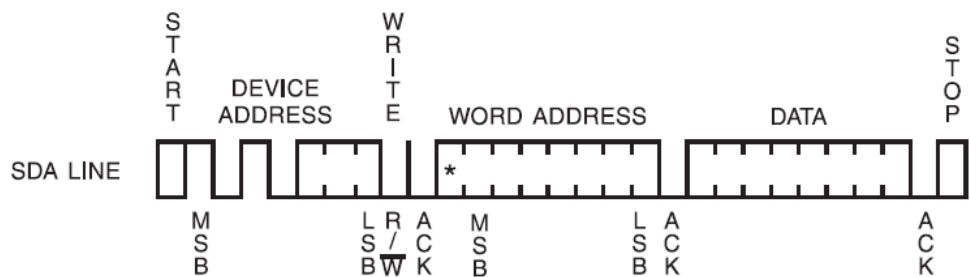 START
WRITE
STOP
DEVICE
ADDRESS
WORD ADDRESS
DATA
SDA LINE
*
MSB
LSB
R/W
ACK
MSB
LSB
ACK
ACK